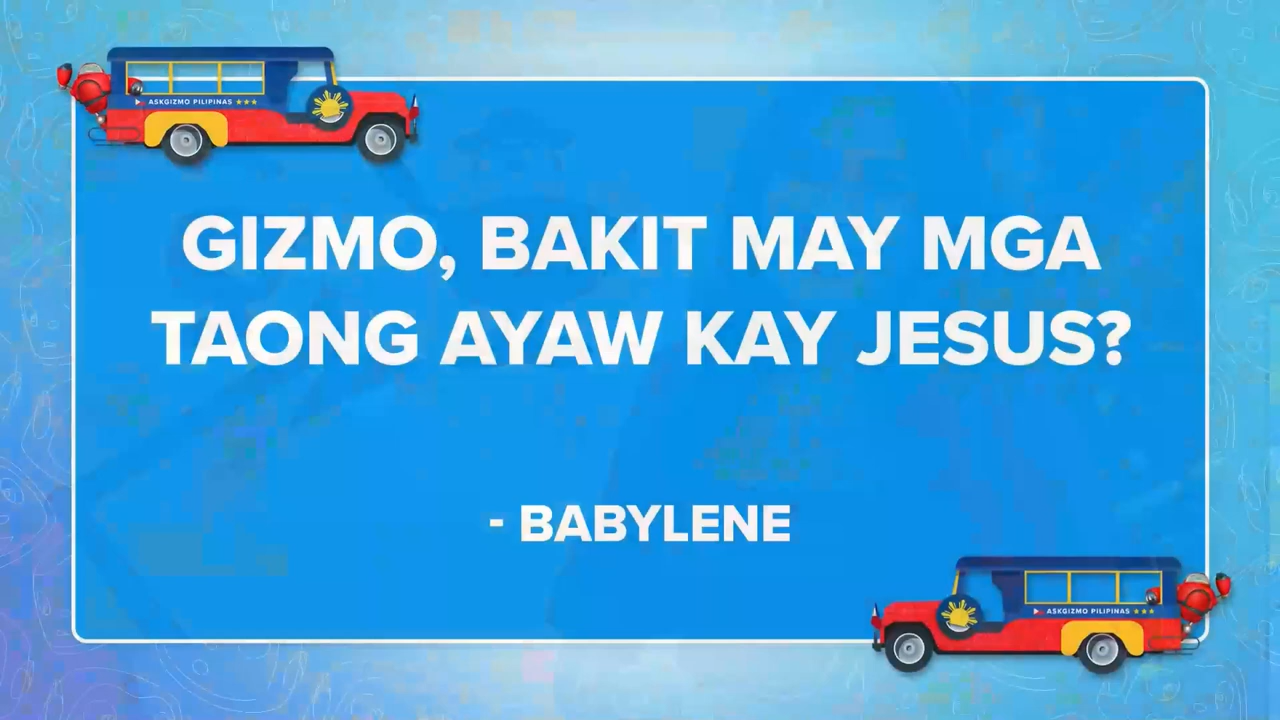 ASKGIZMO PILIPINAS ★★★
GIZMO, BAKIT MAY MGA
TAONG AYAW KAY JESUS?
- BABYLENE
ASKGIZMO PILIPINAS ★★★